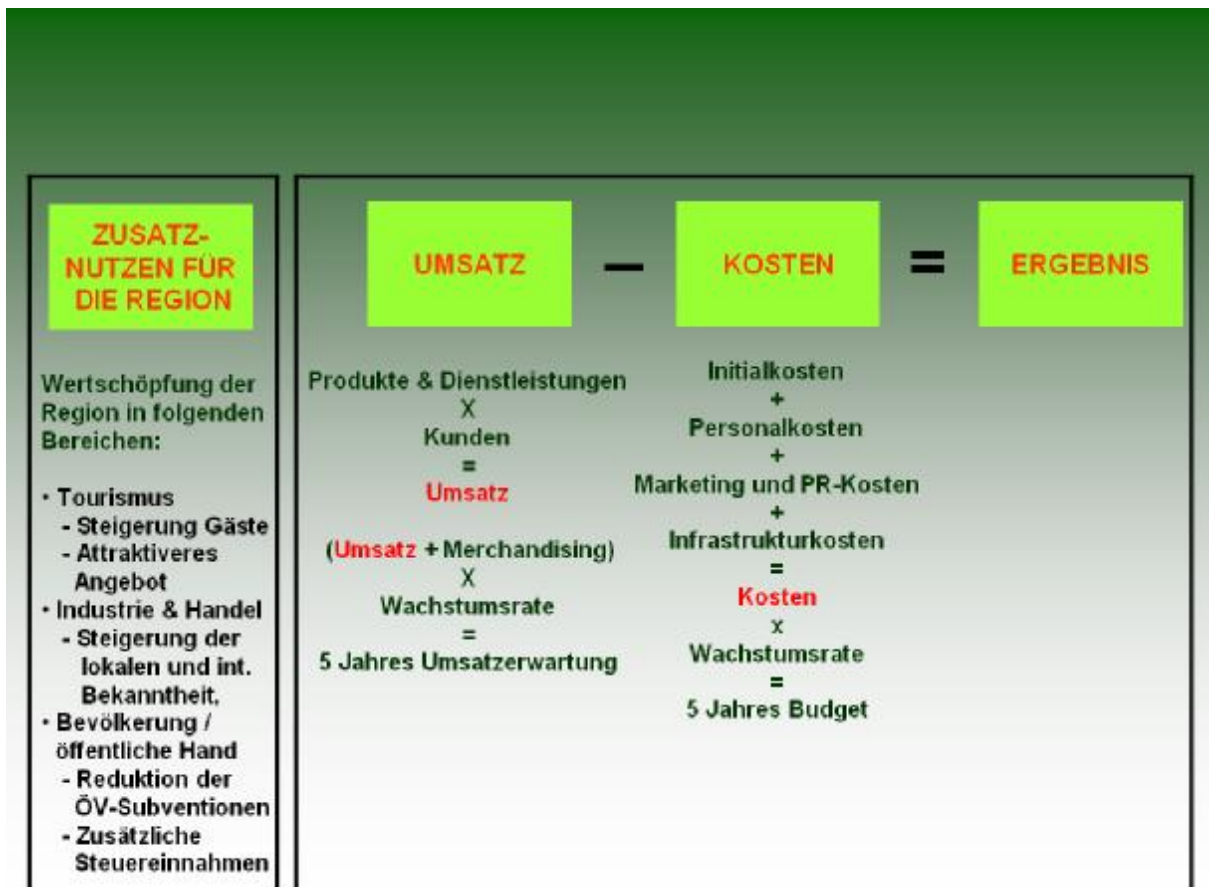 ZUSATZ-
NUTZEN FÜR
DIE REGION
Wertschöpfung der
Region in folgenden
Bereichen:
• Tourismus
- Steigerung Gäste
- Attraktiveres
Angebot
• Industrie & Handel
- Steigerung der
lokalen und int.
Bekanntheit,
• Bevölkerung /
öffentliche Hand
- Reduktion der
ÖV-Subventionen
- Zusätzliche
Steuereinnahmen
UMSATZ
–
KOSTEN
=
ERGEBNIS
Produkte & Dienstleistungen
X
Kunden
=
Umsatz
(Umsatz + Merchandising)
X
Wachstumsrate
=
5 Jahres Umsatzerwartung
Initialkosten
+
Personalkosten
+
Marketing und PR-Kosten
+
Infrastrukturkosten
=
Kosten
x
Wachstumsrate
=
5 Jahres Budget